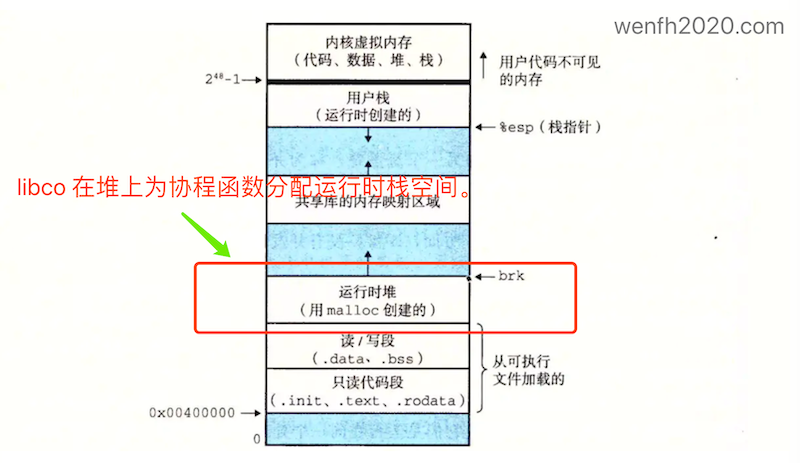 wenfh2020.com
内核虚拟内存
(代码、数据、堆、栈)
用户代码不可见
的内存
2⁴⁸-1
用户栈
(运行时创建的)
%esp (栈指针)
libco 在堆上为协程函数分配运行时栈空间。
共享库的内存映射区域
brk
运行时堆
(用 malloc 创建的)
读/写段
(.data、.bss)
从可执行
文件加载的
只读代码段
(.init、.text、.rodata)
0x00400000
0